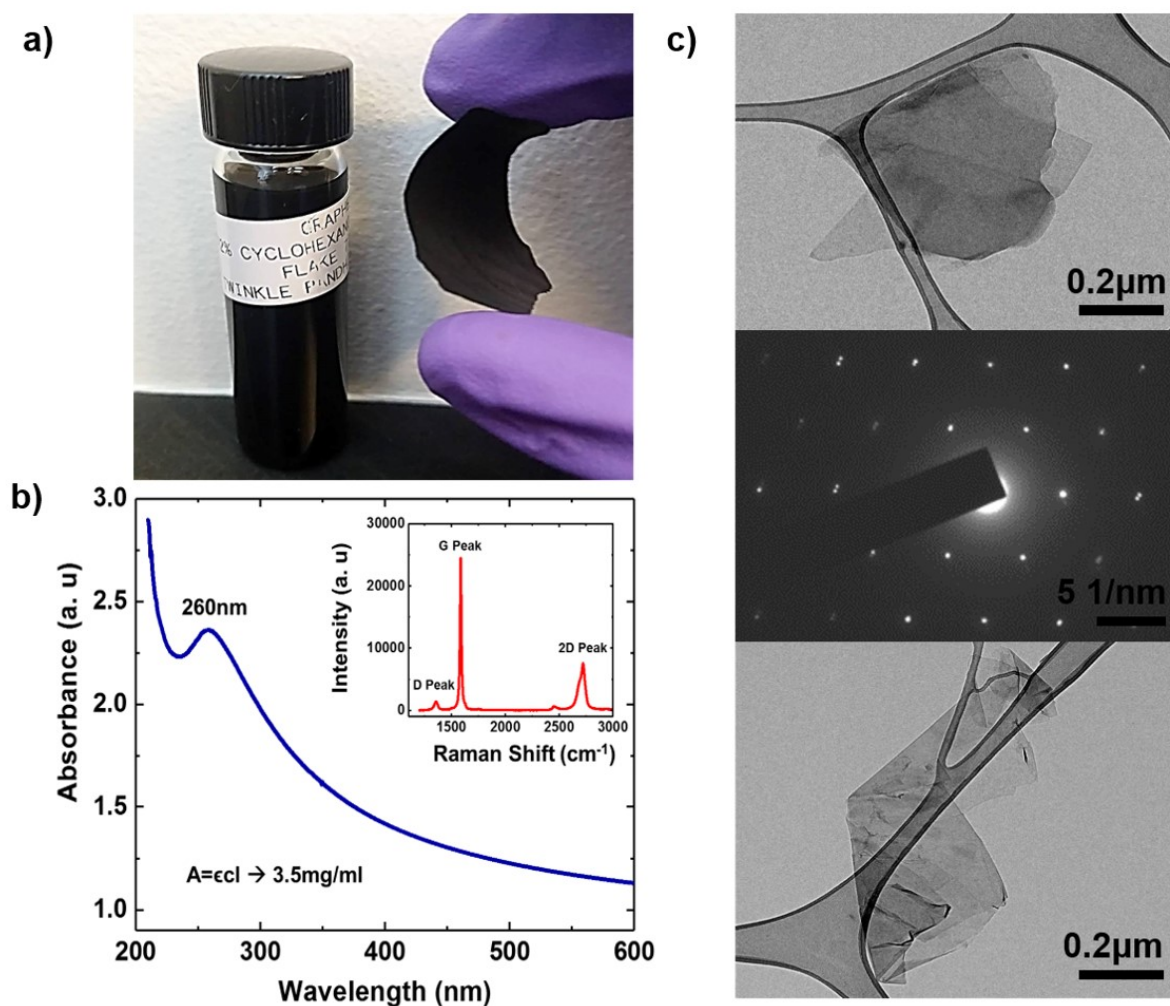 a)
GRAPH
2% CYCLOHEXAN
FLAKE
TWINKLE PANDH
b)
Absorbance (a. u)
3.0
2.5
2.0
1.5
1.0
200
300
400
500
600
Wavelength (nm)
260nm
A=ϵcl → 3.5mg/ml
Intensity (a. u)
30000
20000
10000
0
1500
2000
2500
3000
G Peak
D Peak
2D Peak
Raman Shift (cm⁻¹)
c)
0.2µm
5 1/nm
0.2µm